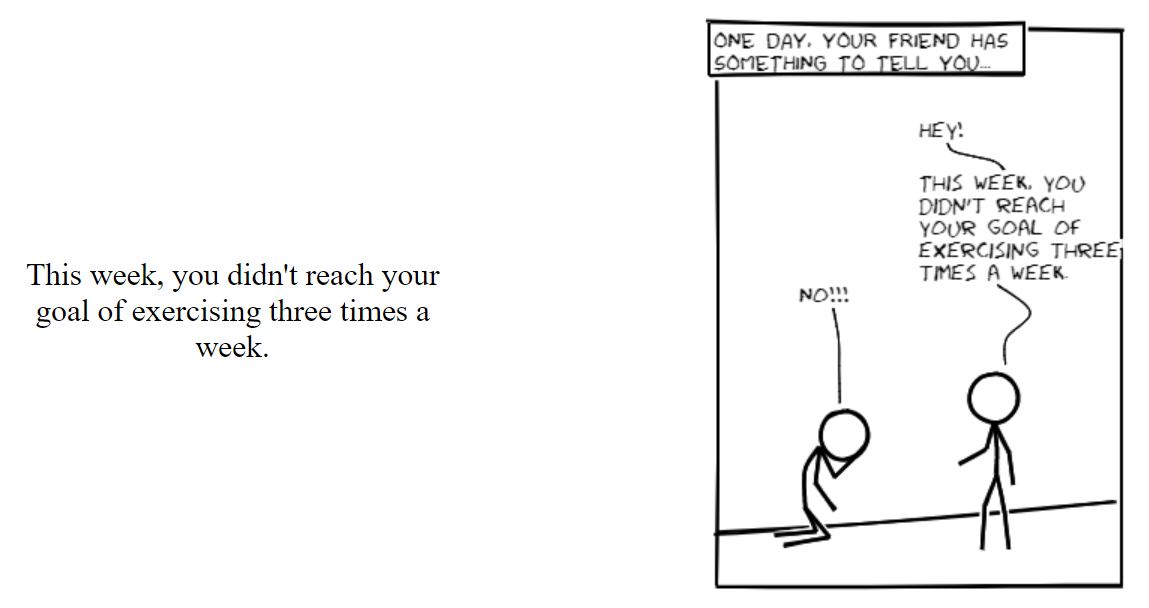 This week, you didn't reach your
goal of exercising three times a
week.
ONE DAY, YOUR FRIEND HAS
SOMETHING TO TELL YOU...
HEY!
THIS WEEK, YOU
DIDN'T REACH
YOUR GOAL OF
EXERCISING THREE
TIMES A WEEK.
NO!!!